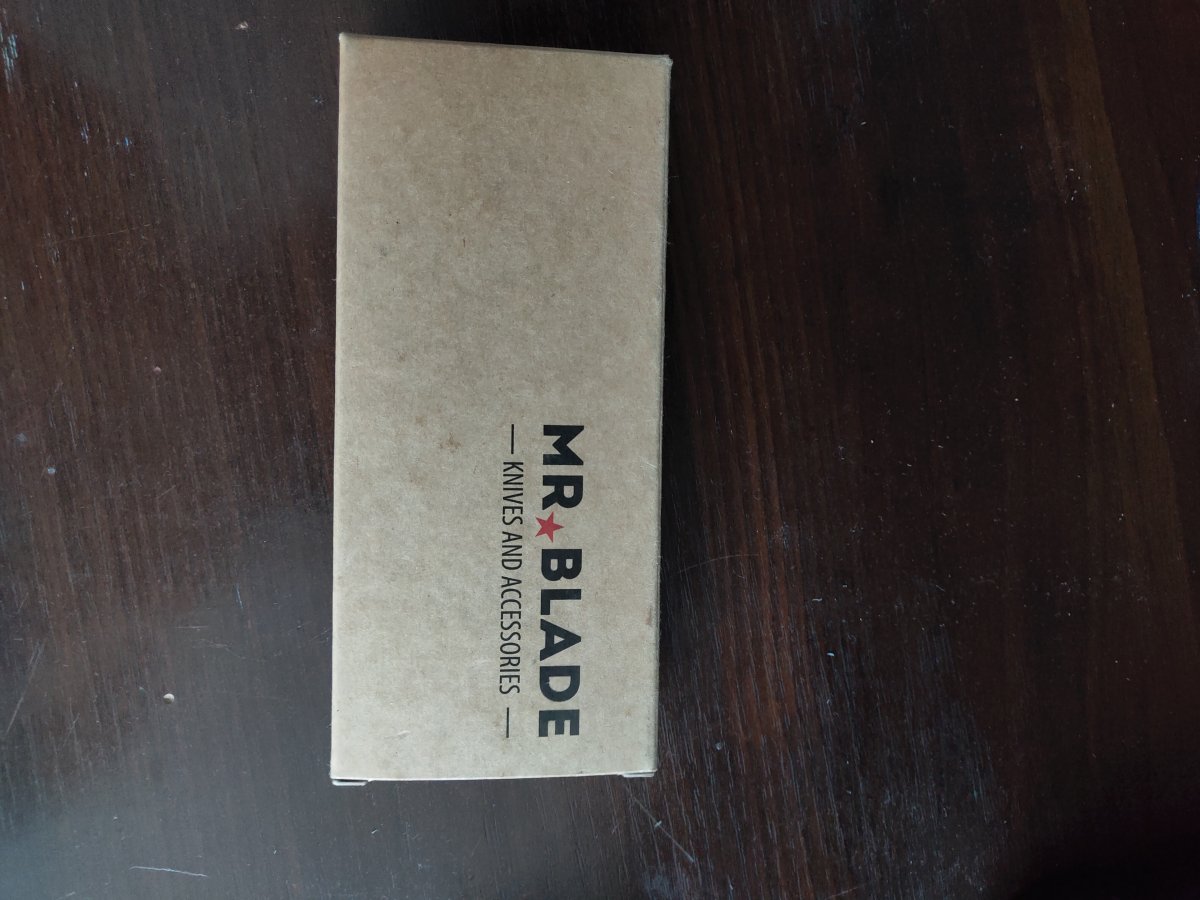 MR★BLADE
— KNIVES AND ACCESSORIES —